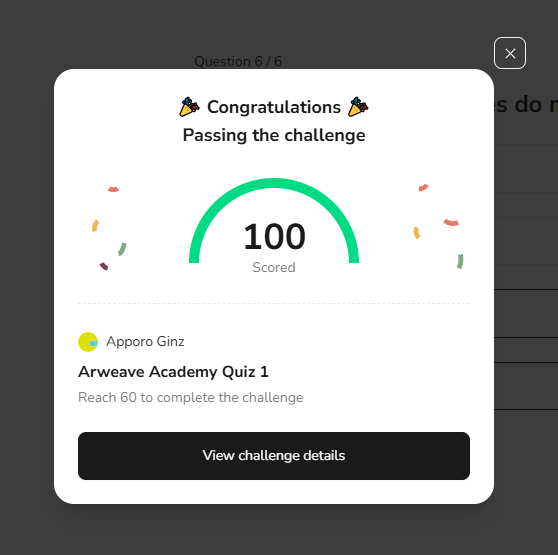 Question 6 / 6
Congratulations
Passing the challenge
100
Scored
Apporo Ginz
Arweave Academy Quiz 1
Reach 60 to complete the challenge
View challenge details